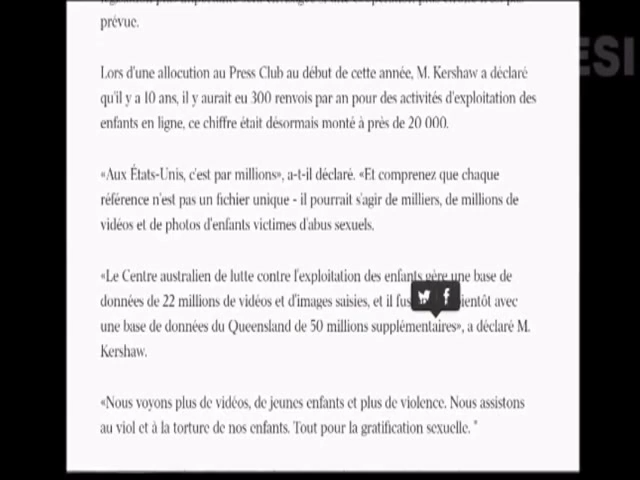 prévue.
Lors d'une allocution au Press Club au début de cette année, M. Kershaw a déclaré
qu'il y a 10 ans, il y aurait eu 300 renvois par an pour des activités d'exploitation des
enfants en ligne, ce chiffre était désormais monté à près de 20 000.
«Aux États-Unis, c'est par millions», a-t-il déclaré. «Et comprenez que chaque
référence n'est pas un fichier unique - il pourrait s'agir de milliers, de millions de
vidéos et de photos d'enfants victimes d'abus sexuels.
«Le Centre australien de lutte contre l'exploitation des enfants gère une base de
données de 22 millions de vidéos et d'images saisies, et il avec
une base de données du Queensland de 50 millions supplémentaires», a déclaré M.
Kershaw.
«Nous voyons plus de vidéos, de jeunes enfants et plus de violence. Nous assistons
au viol et à la torture de nos enfants. Tout pour la gratification sexuelle. "
ESI